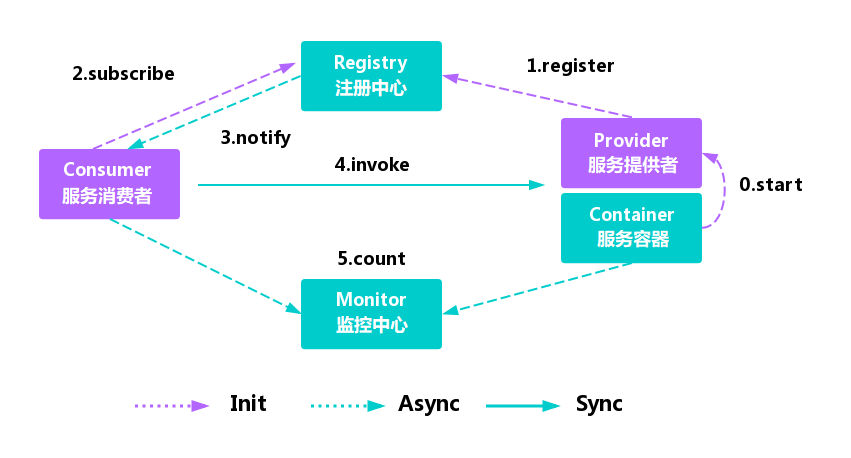 Registry
注册中心
2.subscribe
1.register
3.notify
Provider
服务提供者
Consumer
服务消费者
4.invoke
0.start
Container
服务容器
5.count
Monitor
监控中心
Init
Async
Sync